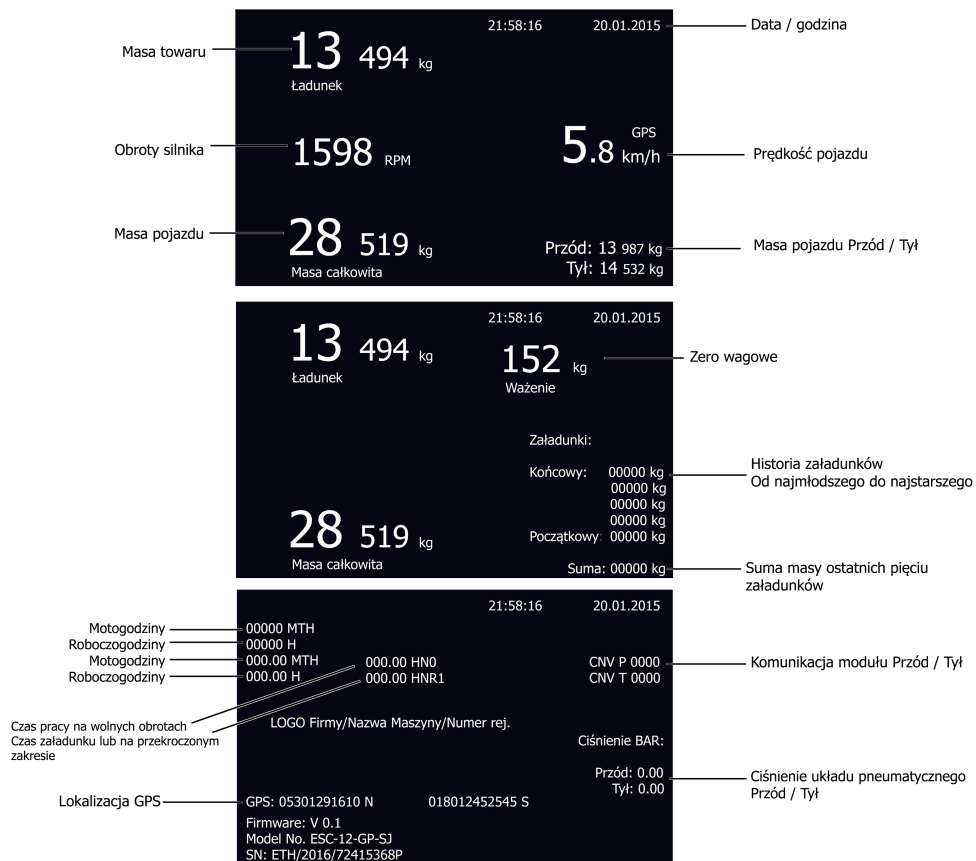 21:58:16 20.01.2015 Data / godzina
Masa towaru 13 494 kg
Ładunek
Obroty silnika 1598 RPM
GPS
5.8 km/h Prędkość pojazdu
Masa pojazdu 28 519 kg
Masa całkowita
Przód: 13 987 kg Masa pojazdu Przód / Tył
Tył: 14 532 kg
21:58:16 20.01.2015
13 494 kg
Ładunek
152 kg Zero wagowe
Ważenie
Załadunki:
Końcowy: 00000 kg
00000 kg
00000 kg
00000 kg
Początkowy: 00000 kg
Historia załadunków
Od najmłodszego do najstarszego
28 519 kg
Masa całkowita
Suma: 00000 kg
Suma masy ostatnich pięciu
załadunków
21:58:16 20.01.2015
Motogodziny 00000 MTH
Roboczogodziny 00000 H
Motogodziny 000.00 MTH 000.00 HN0
Roboczogodziny 000.00 H 000.00 HNR1
CNV P 0000 Komunikacja modułu Przód / Tył
CNV T 0000
Czas pracy na wolnych obrotach
Czas załadunku lub na przekroczonym
zakresie
LOGO Firmy/Nazwa Maszyny/Numer rej.
Ciśnienie BAR:
Przód: 0.00
Tył: 0.00
Ciśnienie układu pneumatycznego
Przód / Tył
Lokalizacja GPS GPS: 05301291610 N 018012452545 S
Firmware: V 0.1
Model No. ESC-12-GP-SJ
SN: ETH/2016/72415368P